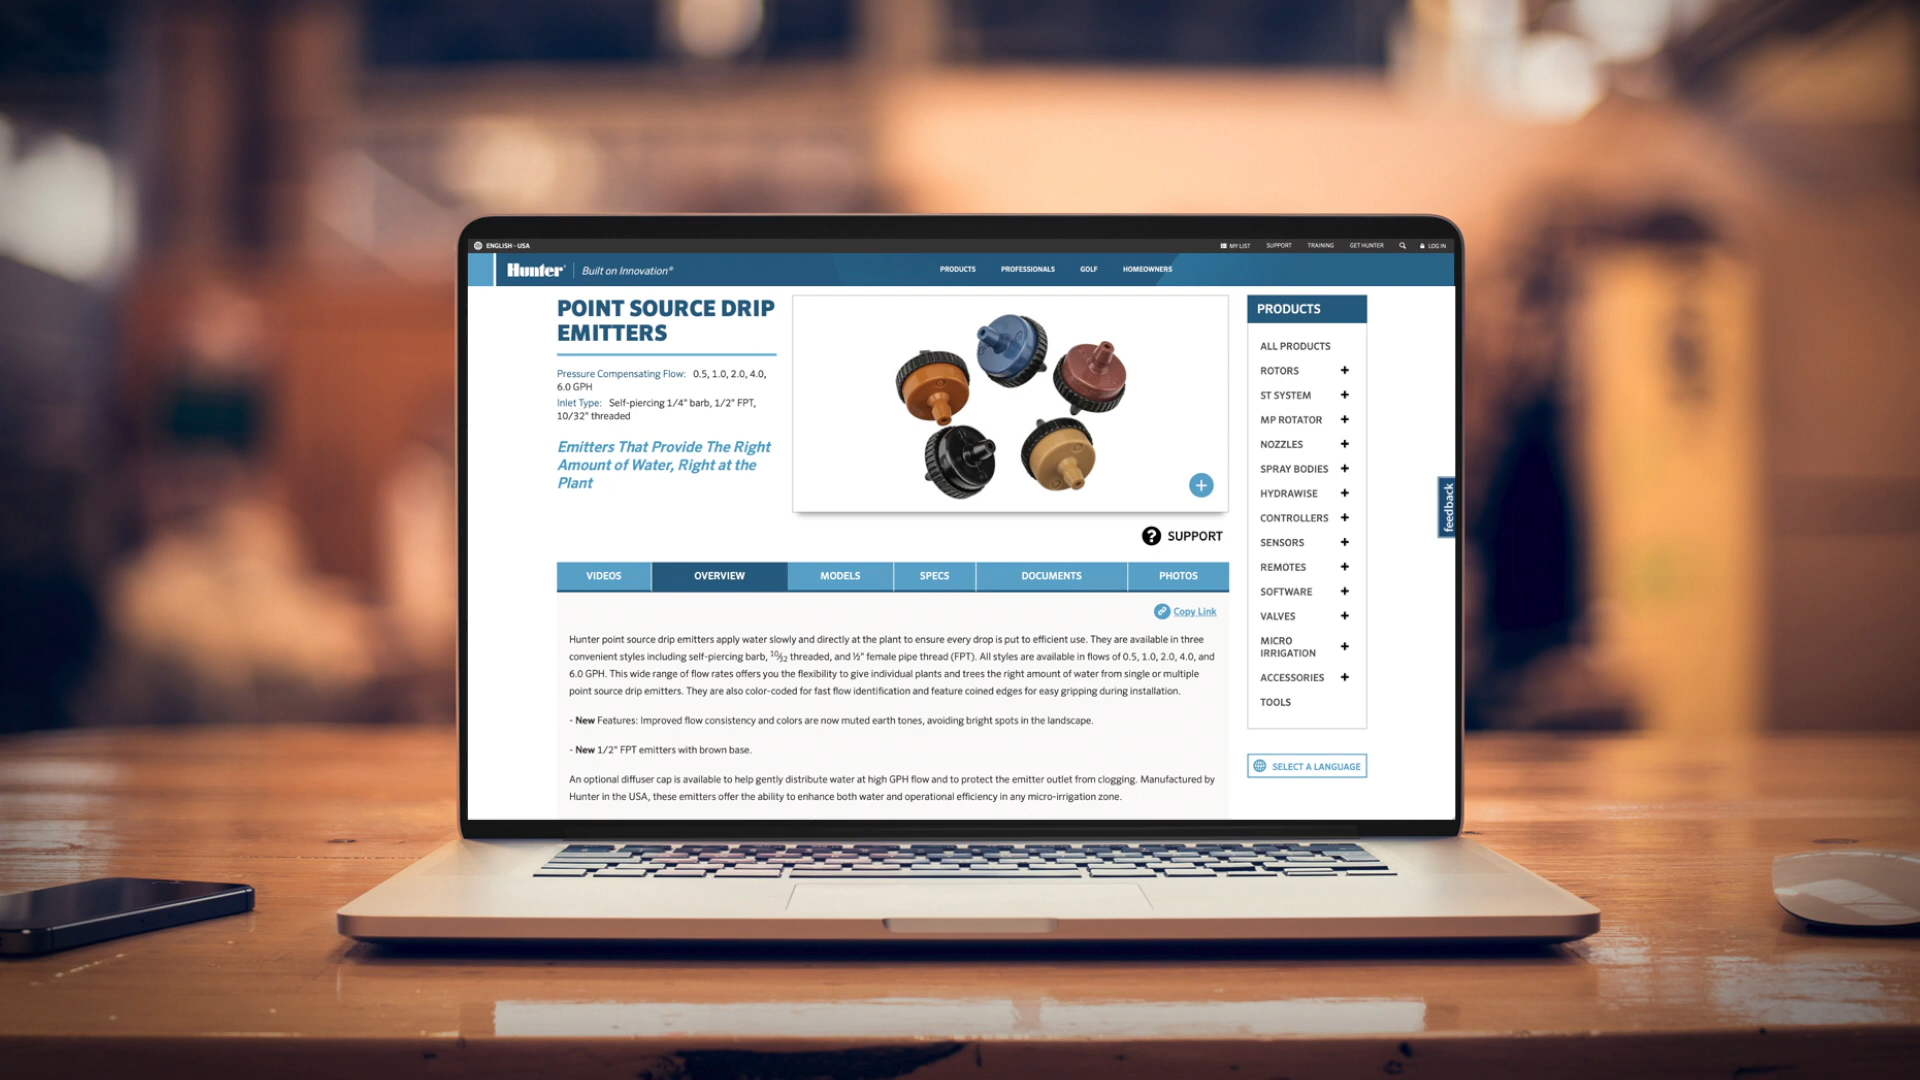 ENGLISH - USA
MY LIST SUPPORT TRAINING GET HUNTER LOG IN
Hunter® Built on Innovation®
PRODUCTS PROFESSIONALS GOLF HOMEOWNERS
POINT SOURCE DRIP
EMITTERS
Pressure Compensating Flow: 0.5, 1.0, 2.0, 4.0,
6.0 GPH
Inlet Type: Self-piercing 1/4" barb, 1/2" FPT,
10/32" threaded
Emitters That Provide The Right
Amount of Water, Right at the
Plant
+
? SUPPORT
VIDEOS OVERVIEW MODELS SPECS DOCUMENTS PHOTOS
Copy Link
Hunter point source drip emitters apply water slowly and directly at the plant to ensure every drop is put to efficient use. They are available in three
convenient styles including self-piercing barb, 10/32 threaded, and ½" female pipe thread (FPT). All styles are available in flows of 0.5, 1.0, 2.0, 4.0, and
6.0 GPH. This wide range of flow rates offers you the flexibility to give individual plants and trees the right amount of water from single or multiple
point source drip emitters. They are also color-coded for fast flow identification and feature coined edges for easy gripping during installation.
- New Features: Improved flow consistency and colors are now muted earth tones, avoiding bright spots in the landscape.
- New 1/2" FPT emitters with brown base.
An optional diffuser cap is available to help gently distribute water at high GPH flow and to protect the emitter outlet from clogging. Manufactured by
Hunter in the USA, these emitters offer the ability to enhance both water and operational efficiency in any micro-irrigation zone.
PRODUCTS
ALL PRODUCTS
ROTORS +
ST SYSTEM +
MP ROTATOR +
NOZZLES +
SPRAY BODIES +
HYDRAWISE +
CONTROLLERS +
SENSORS +
REMOTES +
SOFTWARE +
VALVES +
MICRO
IRRIGATION +
ACCESSORIES +
TOOLS
SELECT A LANGUAGE
feedback